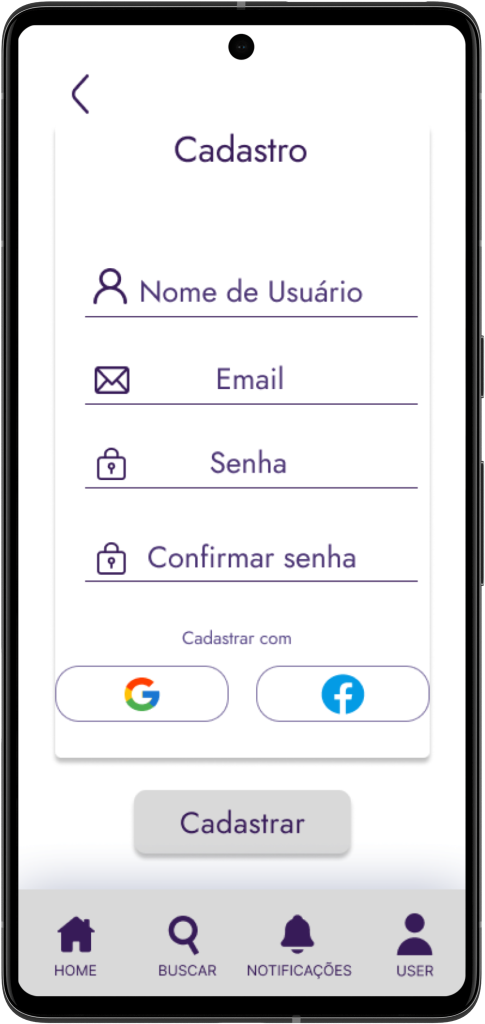 Cadastro
Nome de Usuário
Email
Senha
Confirmar senha
Cadastrar com
Cadastrar
HOME
BUSCAR
NOTIFICAÇÕES
USER